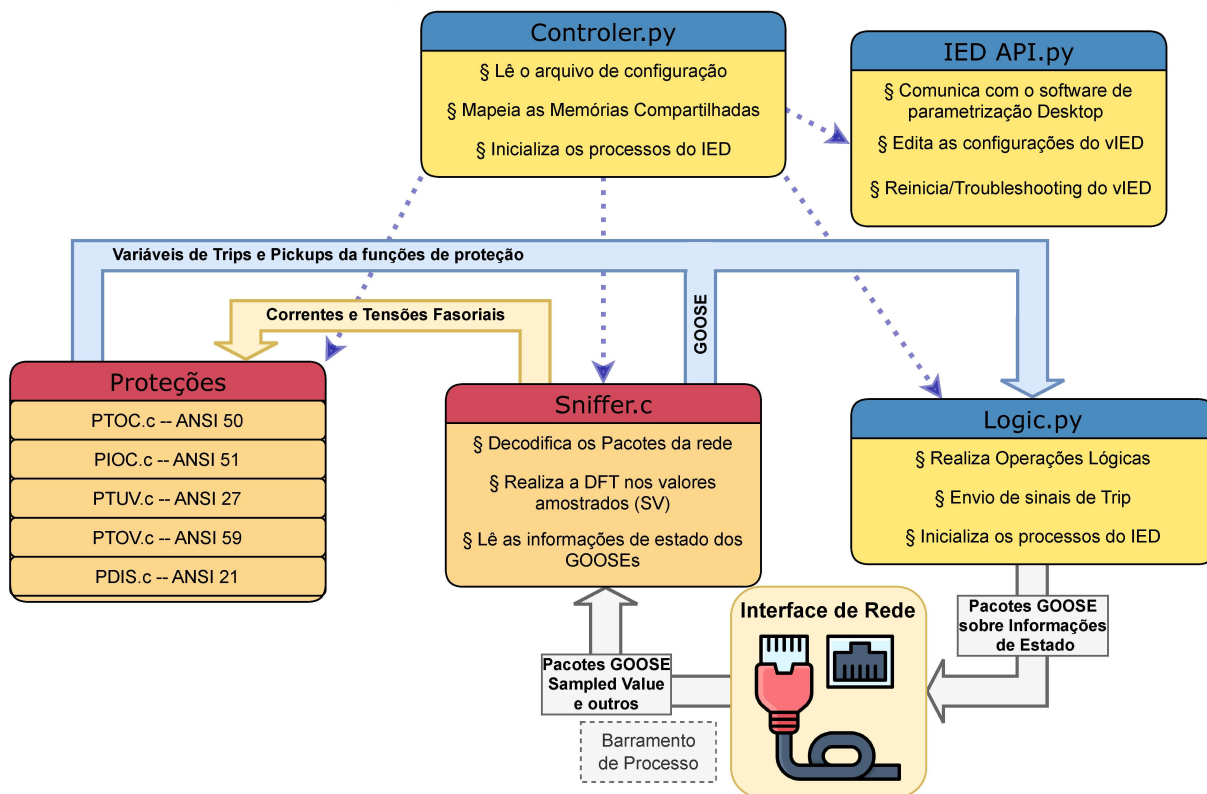 Controler.py
§ Lê o arquivo de configuração
§ Mapeia as Memórias Compartilhadas
§ Inicializa os processos do IED
IED API.py
§ Comunica com o software de
parametrização Desktop
§ Edita as configurações do vIED
§ Reinicia/Troubleshooting do vIED
Variáveis de Trips e Pickups da funções de proteção
Correntes e Tensões Fasoriais
GOOSE
Proteções
PTOC.c -- ANSI 50
PIOC.c -- ANSI 51
PTUV.c -- ANSI 27
PTOV.c -- ANSI 59
PDIS.c -- ANSI 21
Sniffer.c
§ Decodifica os Pacotes da rede
§ Realiza a DFT nos valores
amostrados (SV)
§ Lê as informações de estado dos
GOOSEs
Logic.py
§ Realiza Operações Lógicas
§ Envio de sinais de Trip
§ Inicializa os processos do IED
Pacotes GOOSE
sobre Informações
de Estado
Interface de Rede
Pacotes GOOSE
Sampled Value
e outros
Barramento
de Processo